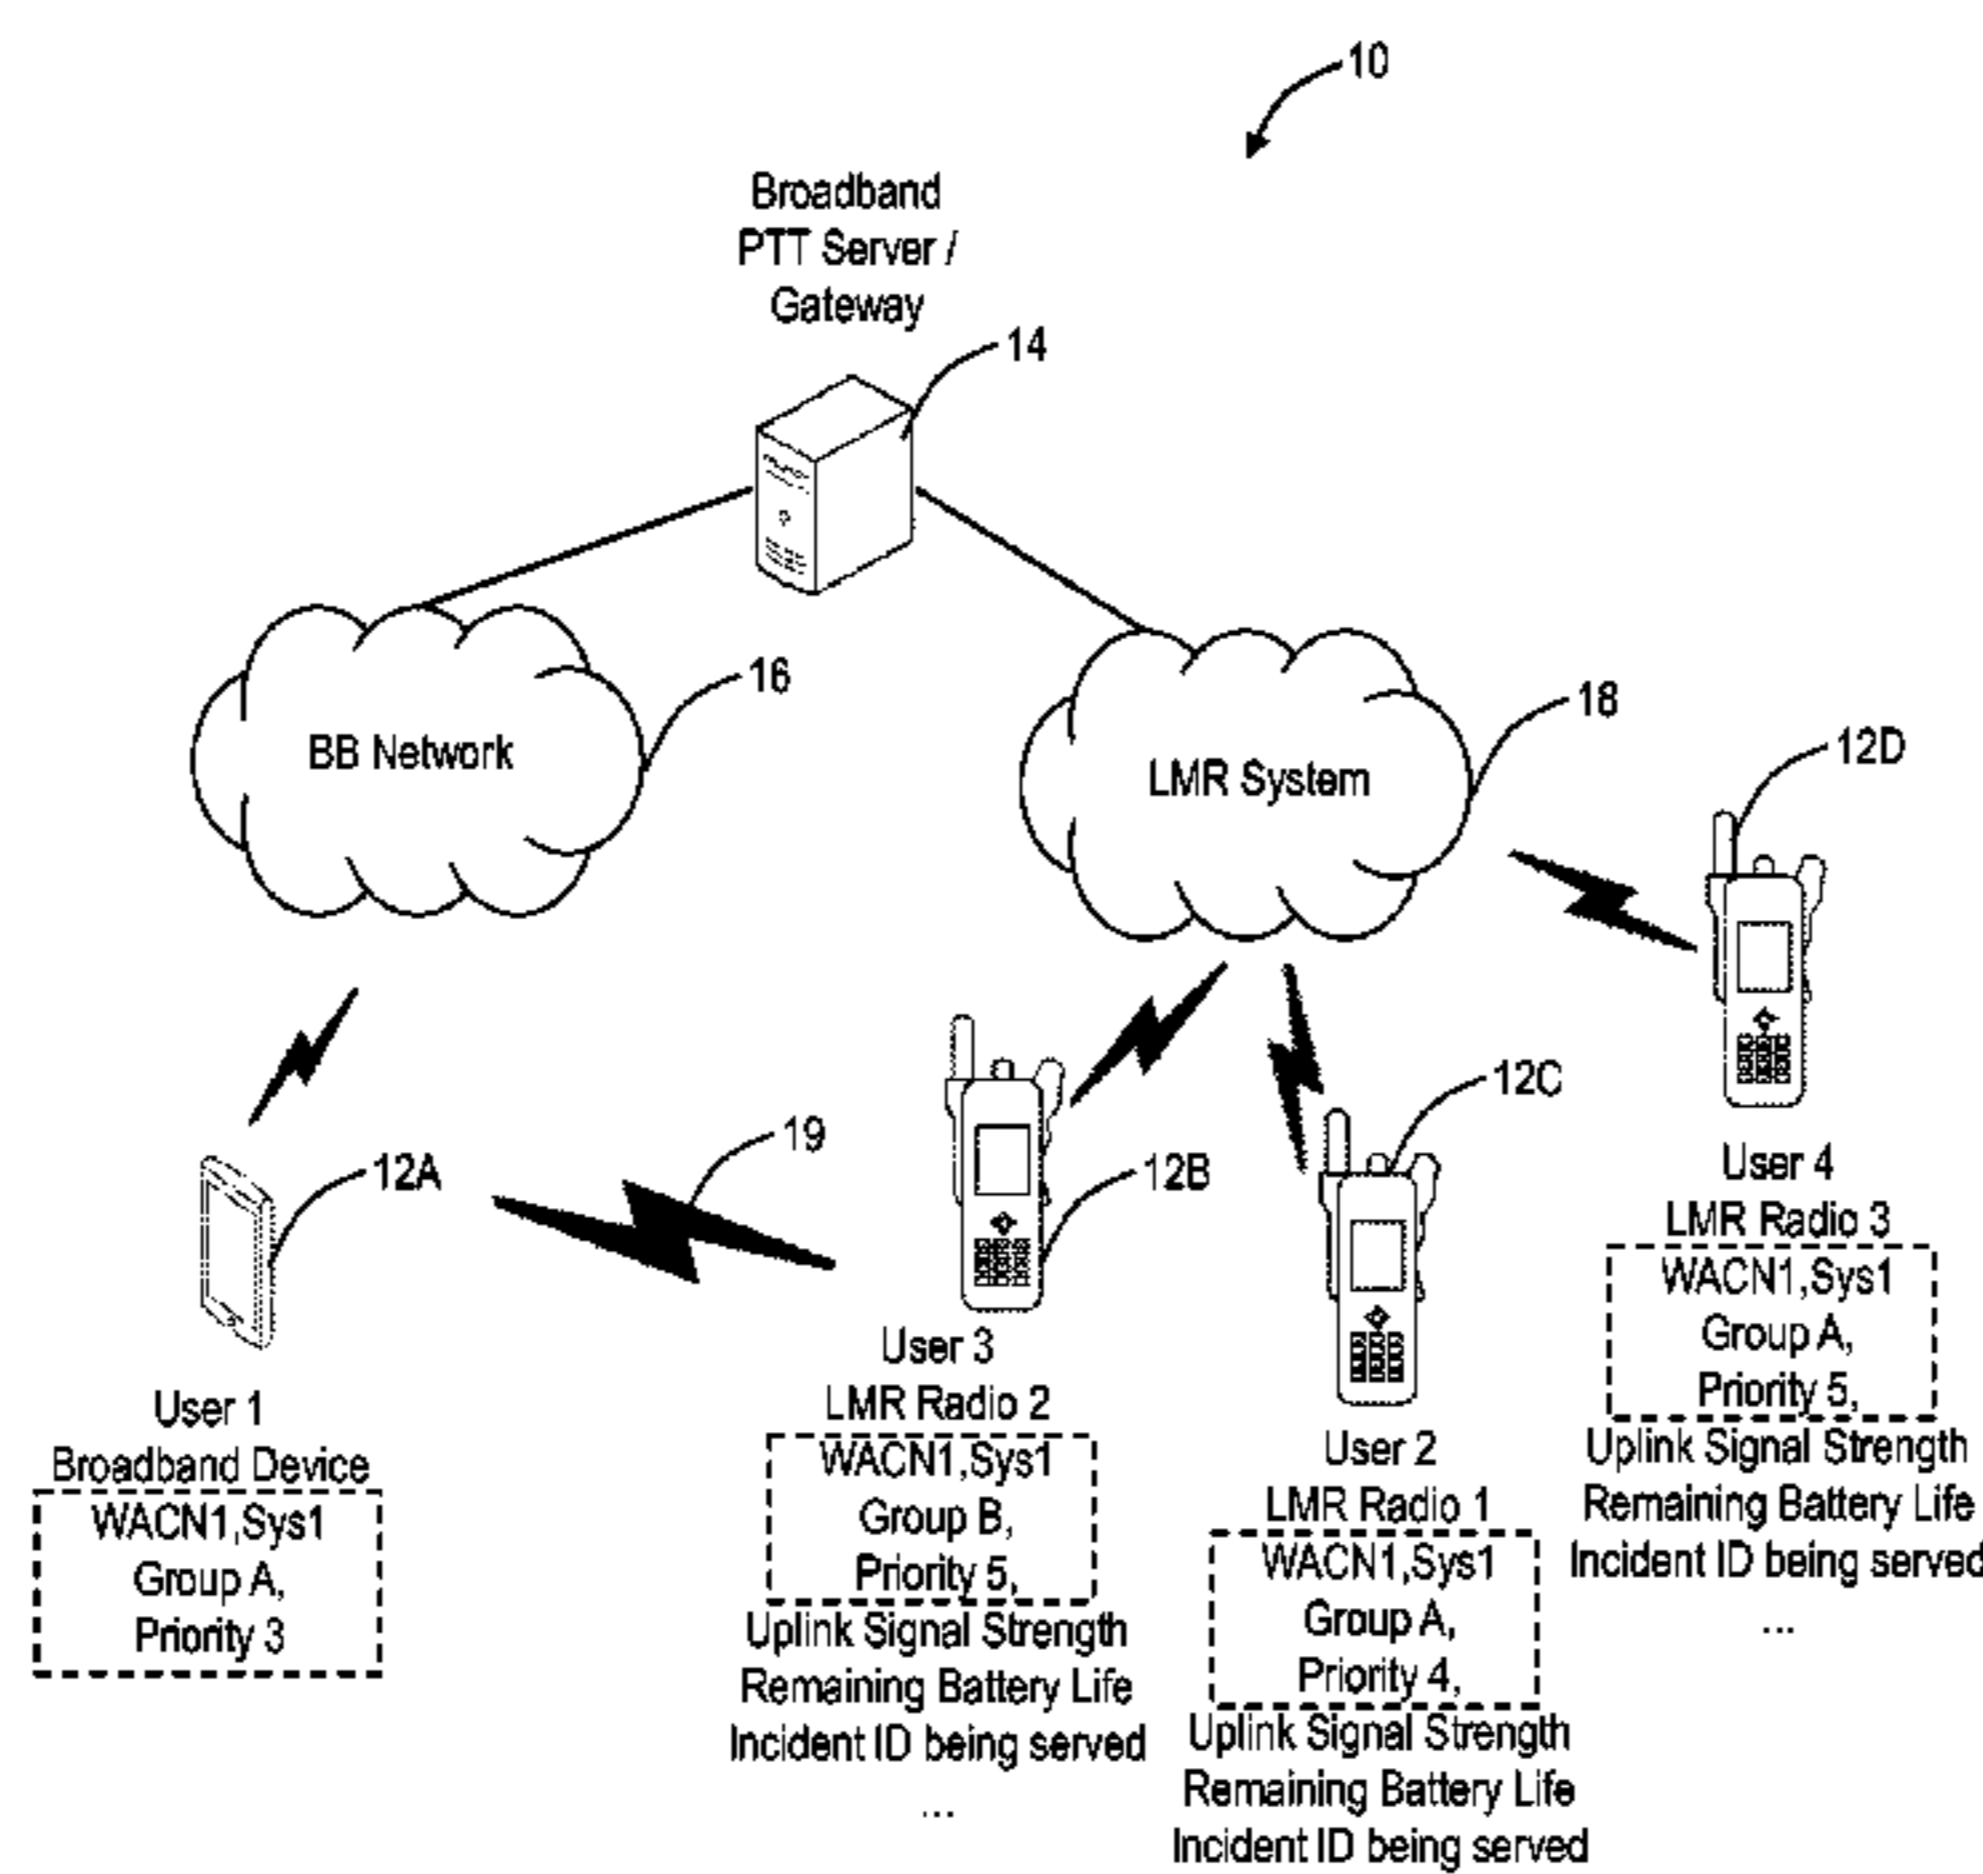 10
Broadband
PTT Server /
Gateway
14
16
BB Network
18
LMR System
12D
12C
19
12A
12B
User 4
LMR Radio 3
WACN1,Sys1
Group A,
Priority 5,
Uplink Signal Strength
Remaining Battery Life
Incident ID being served
...
User 3
LMR Radio 2
WACN1,Sys1
Group B,
Priority 5,
Uplink Signal Strength
Remaining Battery Life
Incident ID being served
...
User 1
Broadband Device
WACN1,Sys1
Group A,
Priority 3
User 2
LMR Radio 1
WACN1,Sys1
Group A,
Priority 4,
Uplink Signal Strength
Remaining Battery Life
Incident ID being served